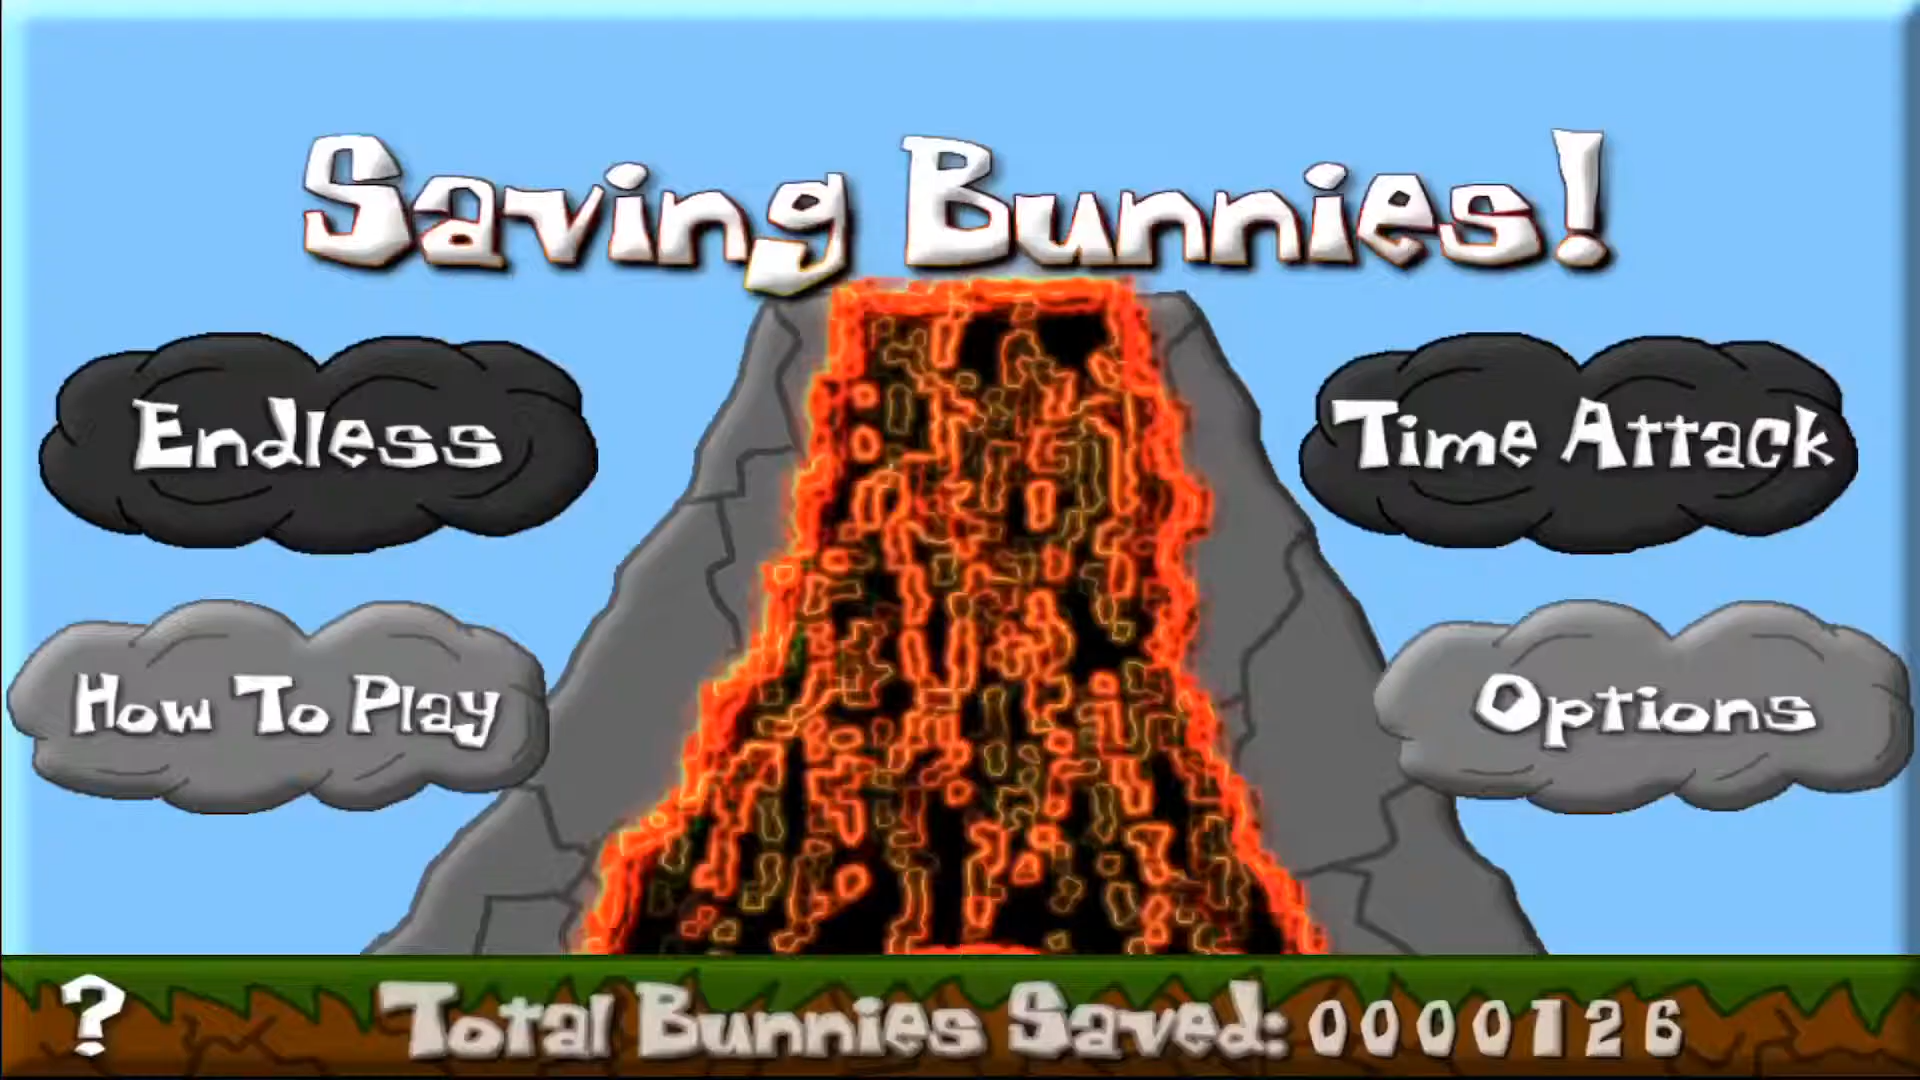 Saving Bunnies!
Endless
Time Attack
How To Play
Options
? Total Bunnies Saved: 0000126